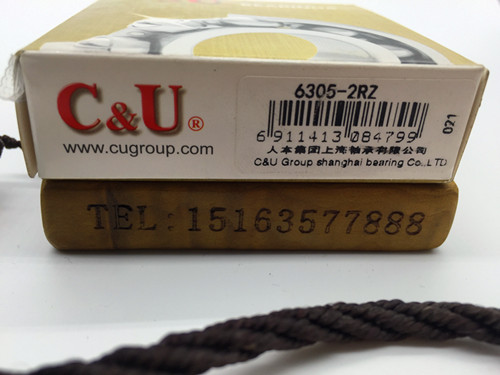 C&U®
www.cugroup.com
6305-2RZ
6 911413 084799
人本集团上海轴承有限公司
C&U Group shanghai bearing Co.,LTD
021
TEL:15163577888